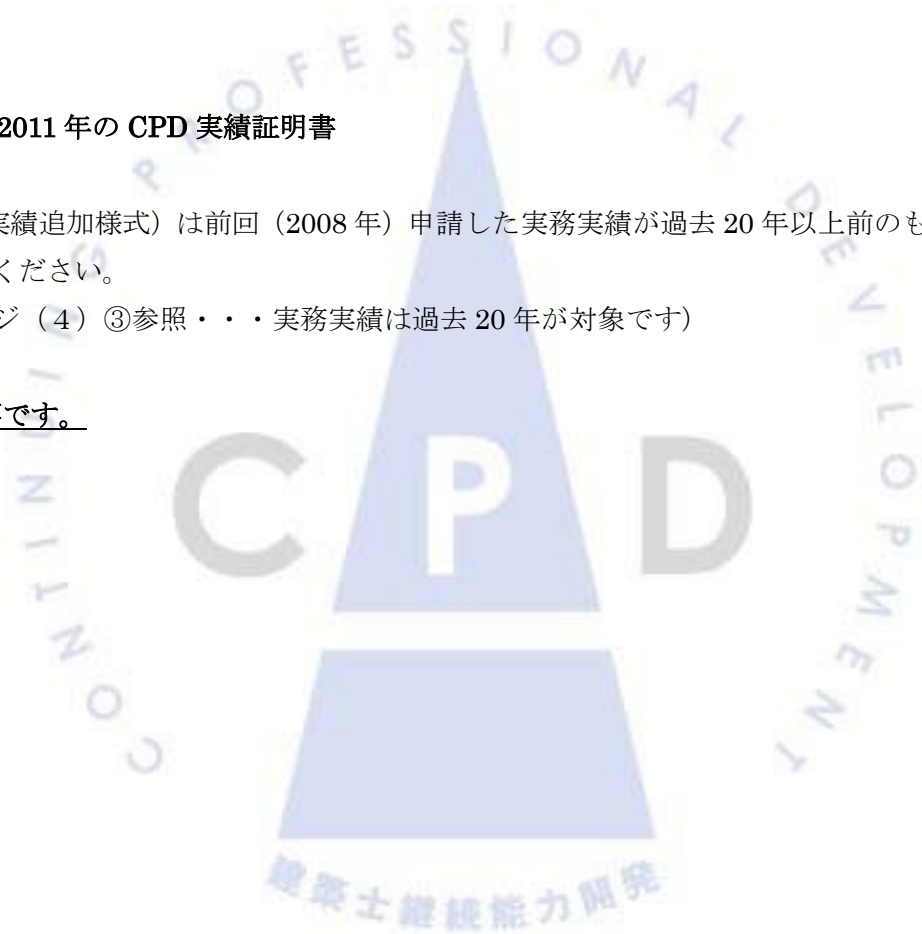 2011 年の CPD 実績証明書
実績追加様式）は前回（2008 年）申請した実務実績が過去 20 年以上前のも
ください。
ジ（４）③参照・・・実務実績は過去 20 年が対象です）
です。
CONTINUING PROFESSIONAL DEVELOPMENT
CPD
建築士継続能力開発